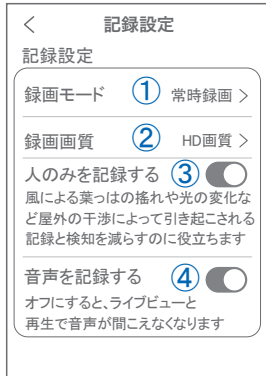 < 記録設定
記録設定
録画モード ① 常時録画 >
録画画質 ② HD画質 >
人のみを記録する ③
風による葉っはの搖れや光の変化な
ど屋外の干渉によって引き起こされる
記録と検知を減らすのに役立ちます
音声を記録する ④
オフにすると、ライブビューと
再生で音声が間こえなくなります